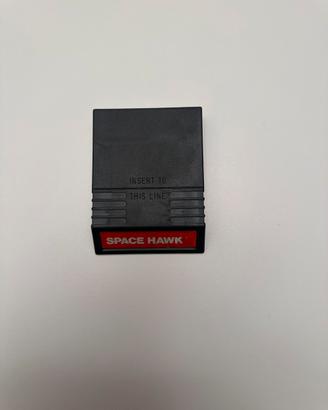 INSERT TO
THIS LINE
SPACE HAWK